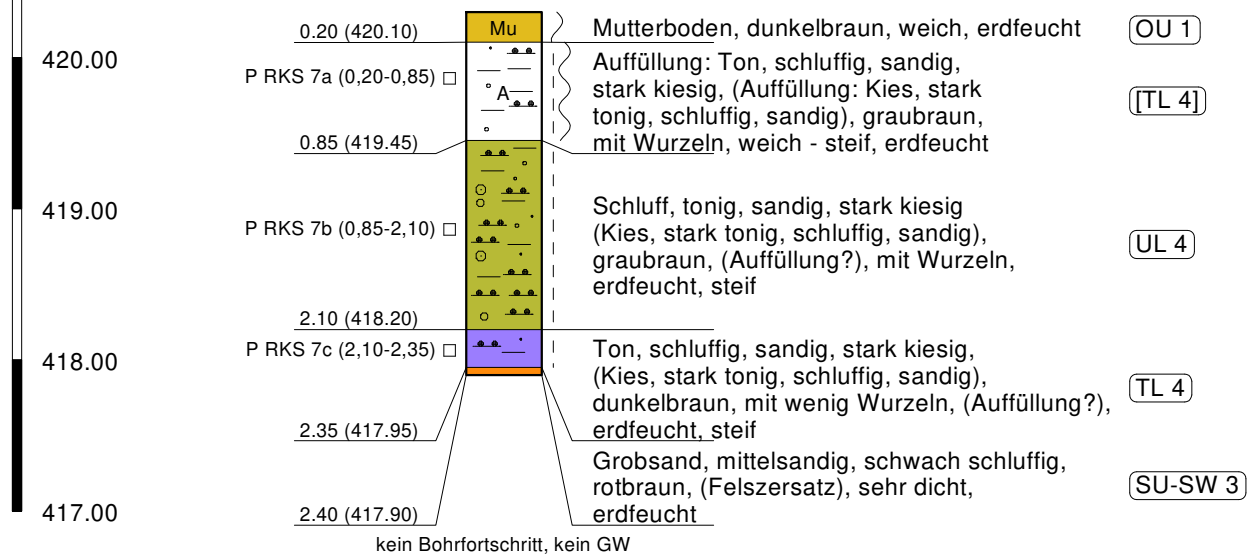 420.00
419.00
418.00
417.00
0.20 (420.10)
Mu
Mutterboden, dunkelbraun, weich, erdfeucht
OU 1
P RKS 7a (0,20-0,85)
A
Auffüllung: Ton, schluffig, sandig,
stark kiesig, (Auffüllung: Kies, stark
tonig, schluffig, sandig), graubraun,
mit Wurzeln, weich - steif, erdfeucht
[TL 4]
0.85 (419.45)
P RKS 7b (0,85-2,10)
Schluff, tonig, sandig, stark kiesig
(Kies, stark tonig, schluffig, sandig),
graubraun, (Auffüllung?), mit Wurzeln,
erdfeucht, steif
UL 4
2.10 (418.20)
P RKS 7c (2,10-2,35)
Ton, schluffig, sandig, stark kiesig,
(Kies, stark tonig, schluffig, sandig),
dunkelbraun, mit wenig Wurzeln, (Auffüllung?),
erdfeucht, steif
TL 4
2.35 (417.95)
Grobsand, mittelsandig, schwach schluffig,
rotbraun, (Felszersatz), sehr dicht,
erdfeucht
SU-SW 3
2.40 (417.90)
kein Bohrfortschritt, kein GW